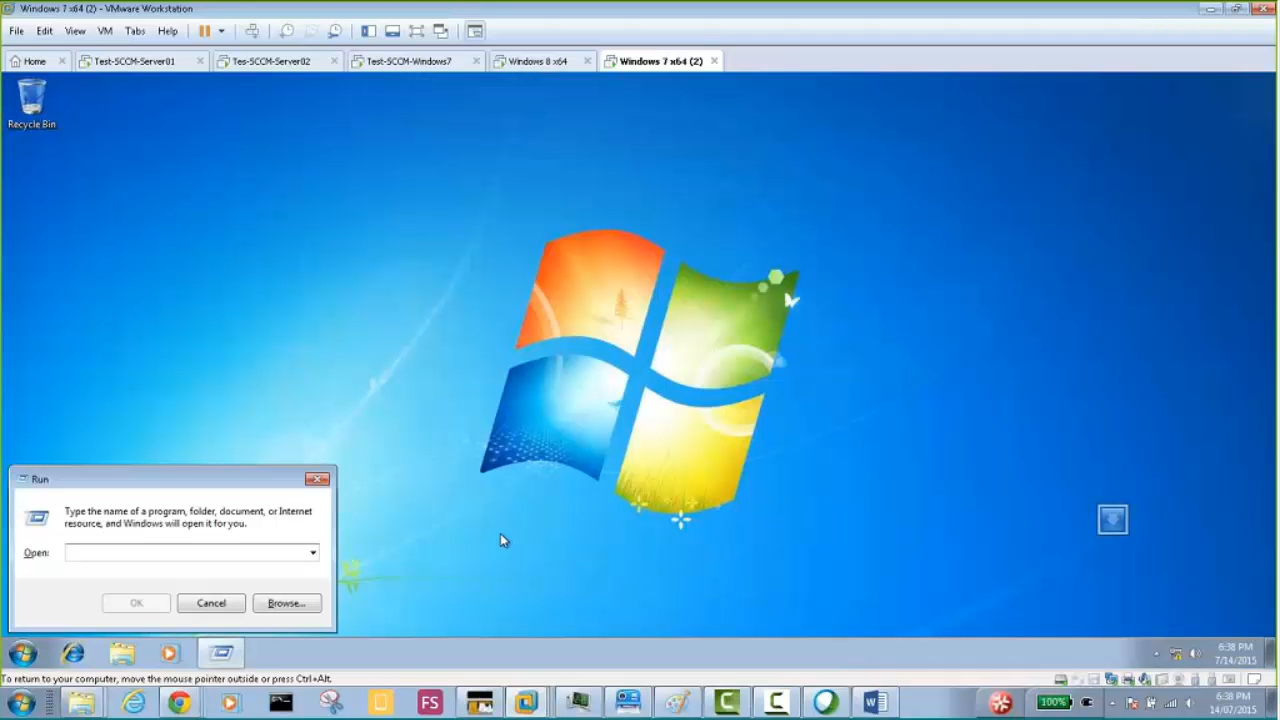 Windows 7 x64 (2) - VMware Workstation
File Edit View VM Tabs Help
Home Test-SCCM-Server01 Tes-SCCM-Server02 Test-SCCM-Windows7 Windows 8 x64 Windows 7 x64 (2)
Recycle Bin
Run
Type the name of a program, folder, document, or Internet
resource, and Windows will open it for you.
Open:
OK Cancel Browse...
6:38 PM
7/14/2015
To return to your computer, move the mouse pointer outside or press Ctrl+Alt.
FS
100%
6:38 PM
14/07/2015